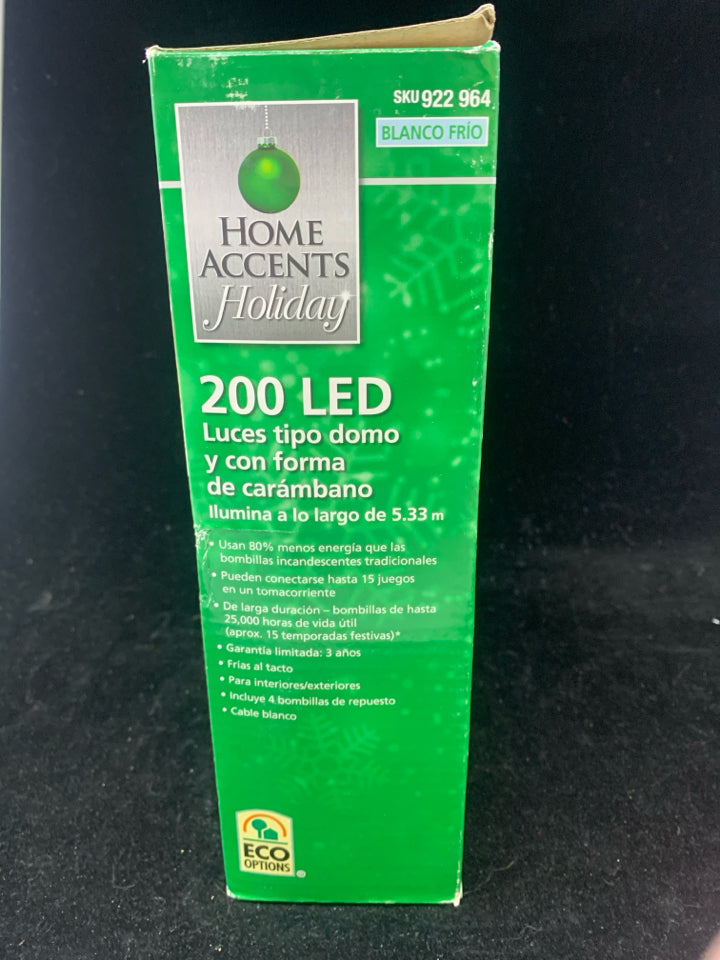 SKU 922 964
BLANCO FRÍO
HOME
ACCENTS
Holiday
200 LED
Luces tipo domo
y con forma
de carámbano
Ilumina a lo largo de 5.33 m
• Usan 80% menos energía que las
bombillas incandescentes tradicionales
• Pueden conectarse hasta 15 juegos
en un tomacorriente
• De larga duración – bombillas de hasta
25,000 horas de vida útil
(aprox. 15 temporadas festivas)*
• Garantía limitada: 3 años
• Frías al tacto
• Para interiores/exteriores
• Incluye 4 bombillas de repuesto
• Cable blanco
ECO
OPTIONS
®